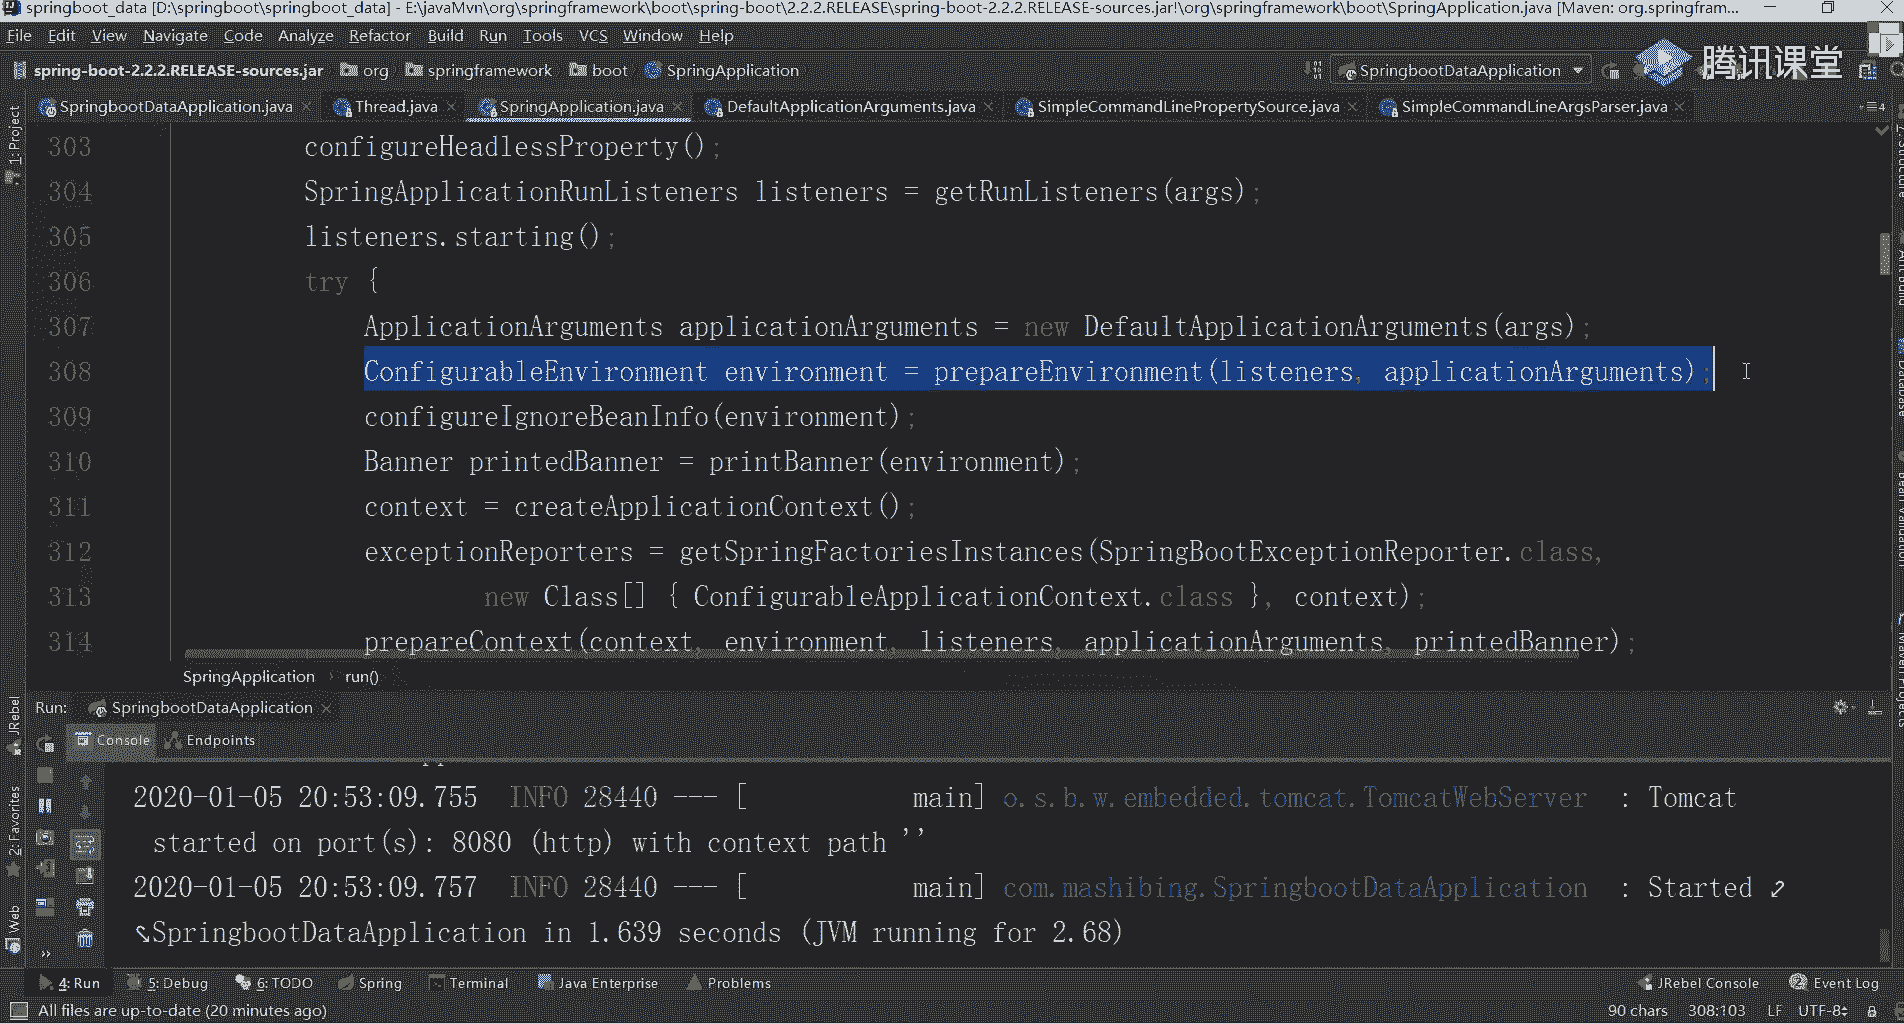 springboot_data [D:\springboot\springboot_data] - E:\javaMvn\org\springframework\boot\spring-boot\2.2.2.RELEASE\spring-boot-2.2.2.RELEASE-sources.jar!\org\springframework\boot\SpringApplication.java [Maven: org.springfram...
File Edit View Navigate Code Analyze Refactor Build Run Tools VCS Window Help
spring-boot-2.2.2.RELEASE-sources.jar org springframework boot SpringApplication SpringbootDataApplication 腾讯课堂
SpringbootDataApplication.java Thread.java SpringApplication.java DefaultApplicationArguments.java SimpleCommandLinePropertySource.java SimpleCommandLineArgsParser.java
1: Project
303 configureHeadlessProperty();
304 SpringApplicationRunListeners listeners = getRunListeners(args);
305 listeners.starting();
306 try {
307 ApplicationArguments applicationArguments = new DefaultApplicationArguments(args);
308 ConfigurableEnvironment environment = prepareEnvironment(listeners, applicationArguments);
309 configureIgnoreBeanInfo(environment);
310 Banner printedBanner = printBanner(environment);
311 context = createApplicationContext();
312 exceptionReporters = getSpringFactoriesInstances(SpringBootExceptionReporter.class,
313 new Class[] { ConfigurableApplicationContext.class }, context);
314 prepareContext(context, environment, listeners, applicationArguments, printedBanner);
SpringApplication run()
JRebel
Run: SpringbootDataApplication
Console Endpoints
2020-01-05 20:53:09.755 INFO 28440 --- [ main] o.s.b.w.embedded.tomcat.TomcatWebServer : Tomcat
started on port(s): 8080 (http) with context path ''
2020-01-05 20:53:09.757 INFO 28440 --- [ main] com.mashibing.SpringbootDataApplication : Started
SpringbootDataApplication in 1.639 seconds (JVM running for 2.68)
2: Favorites
Web
4: Run 5: Debug 6: TODO Spring Terminal Java Enterprise Problems JRebel Console Event Log
All files are up-to-date (20 minutes ago) 90 chars 308:103 LF UTF-8